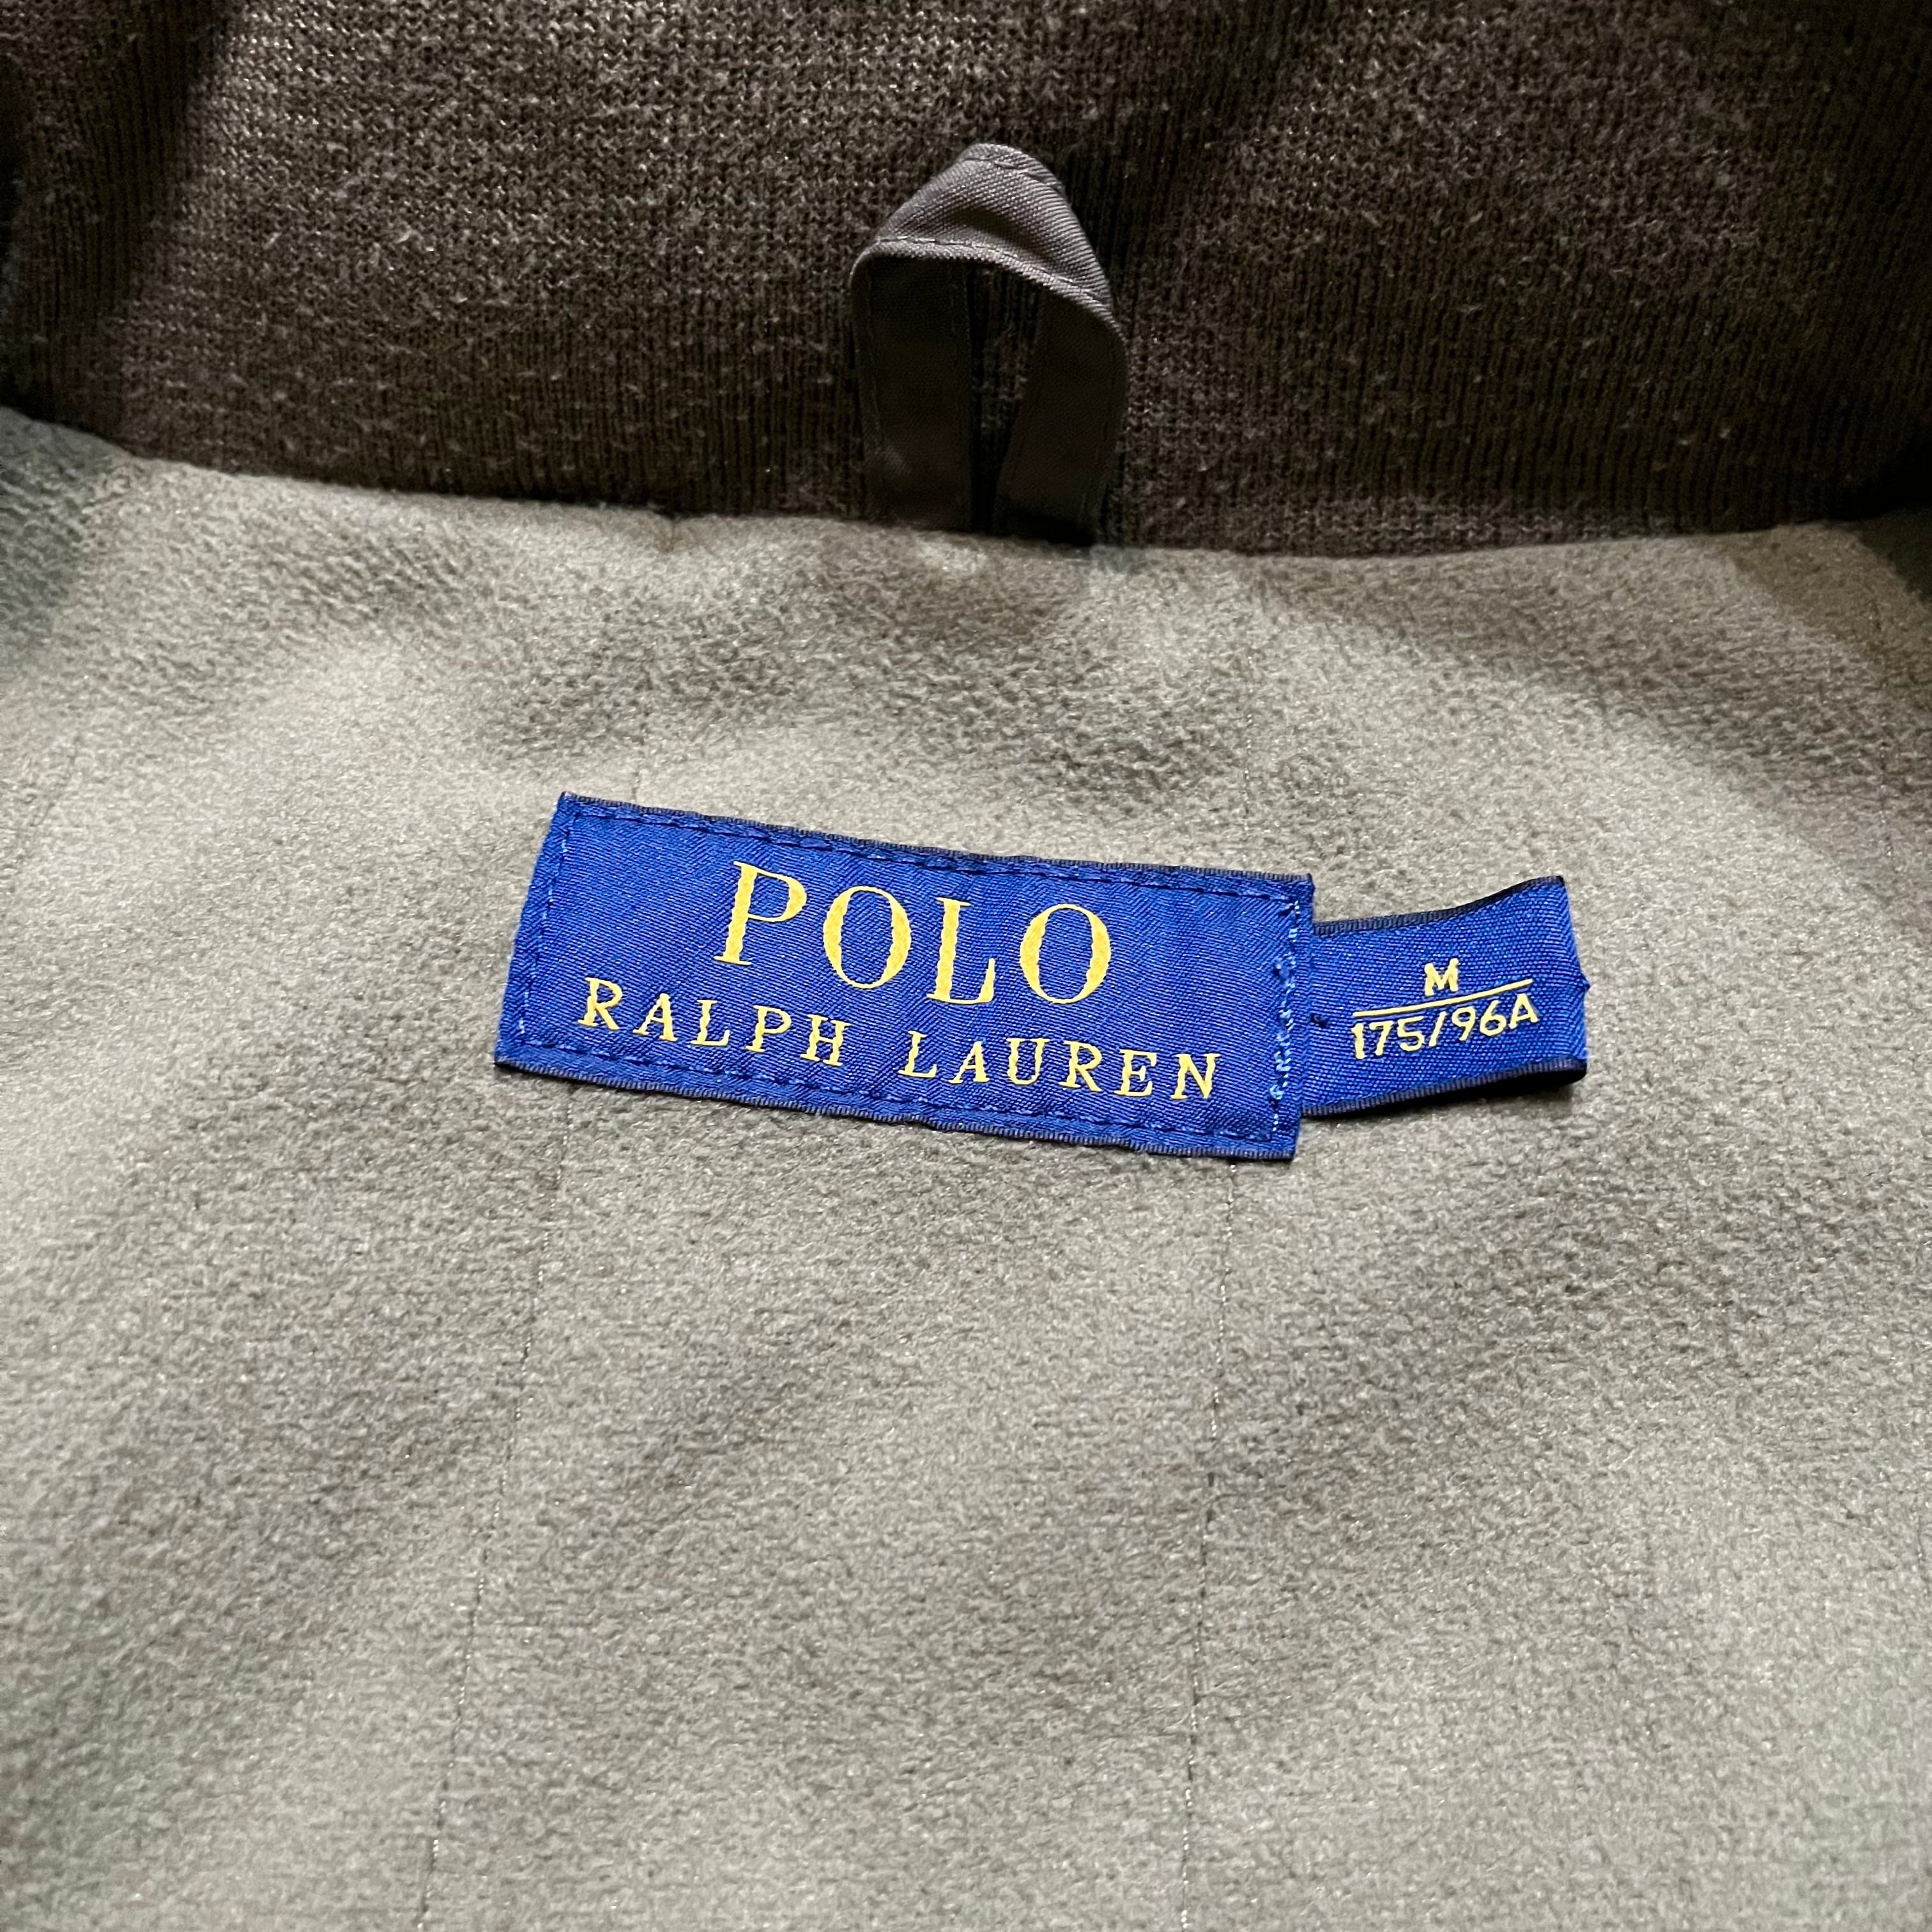 POLO
RALPH LAUREN
M
175/96A